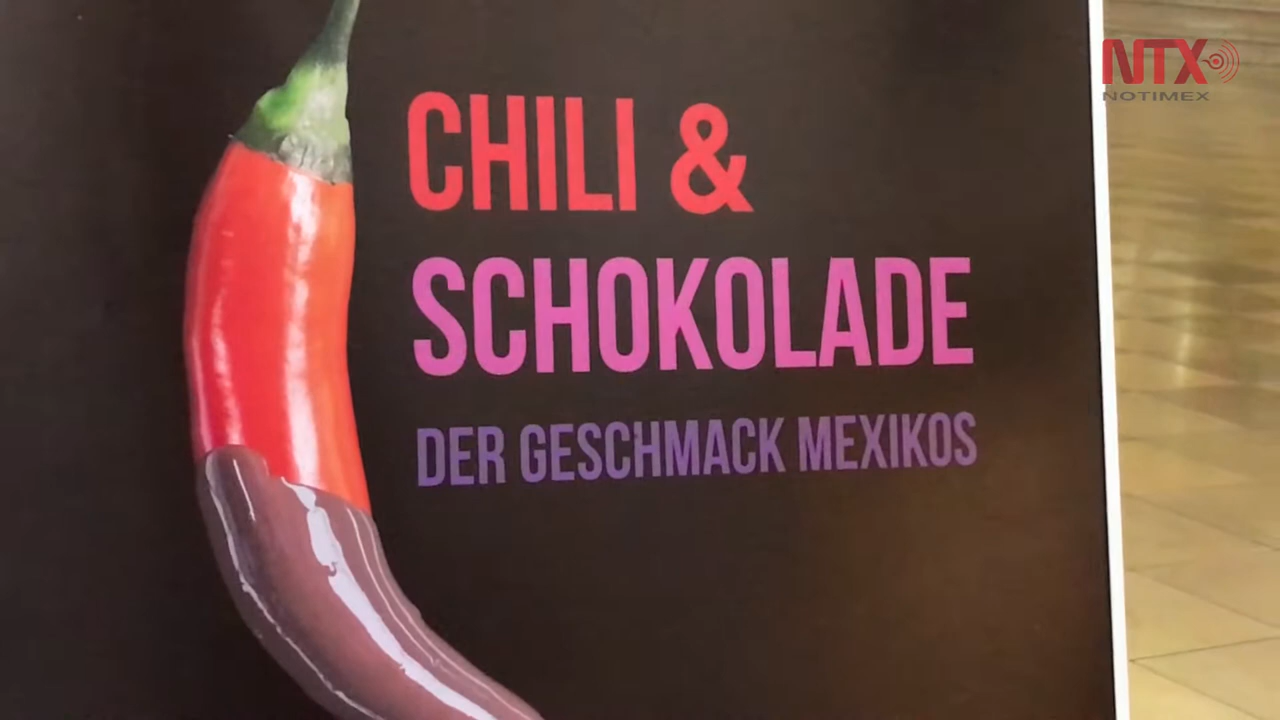 NTX
NOTIMEX
CHILI &
SCHOKOLADE
DER GESCHMACK MEXIKOS